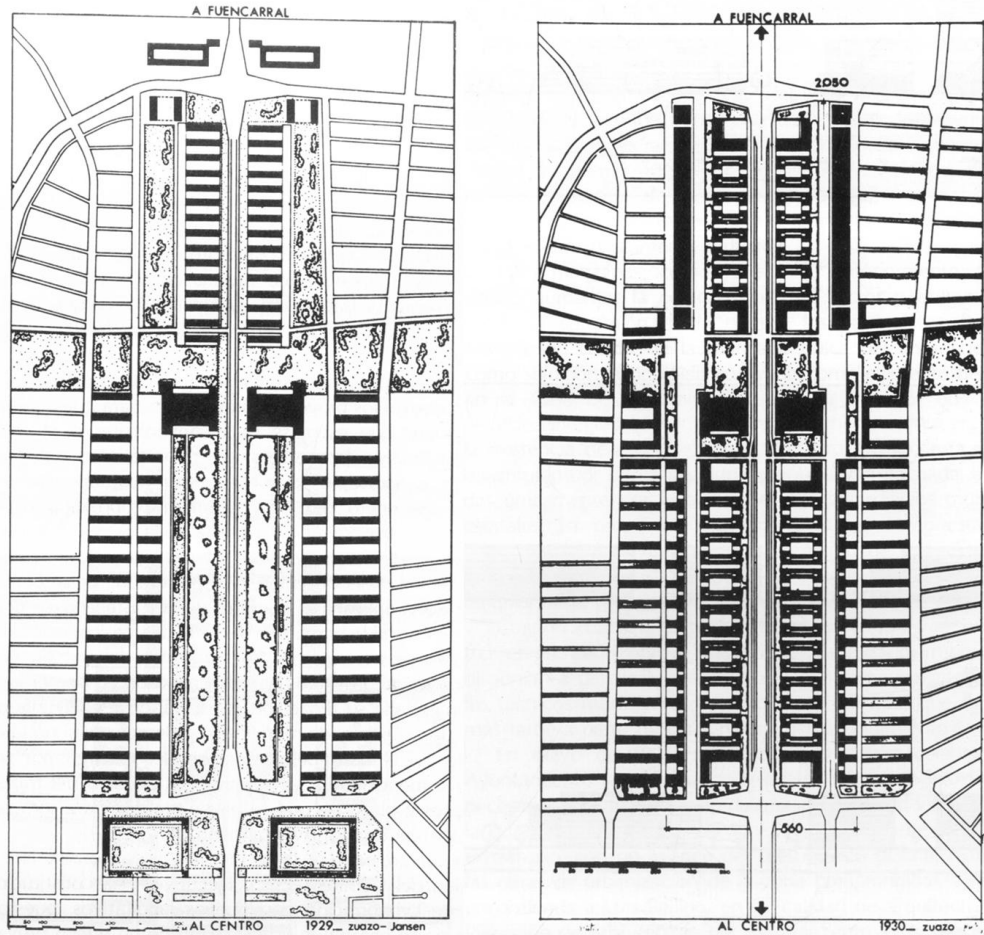 A FUENCARRAL
AL CENTRO 1929_ zuazo-Jansen
A FUENCARRAL
2050
560
AL CENTRO 1930_ zuazo